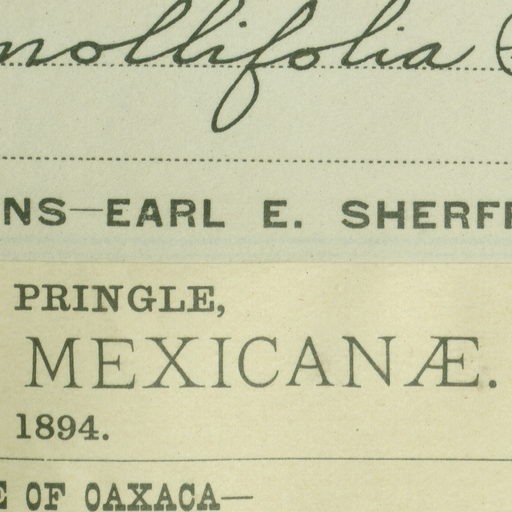 mollifolia
NS—EARL E. SHERFF
PRINGLE,
MEXICANÆ.
1894.
E OF OAXACA—